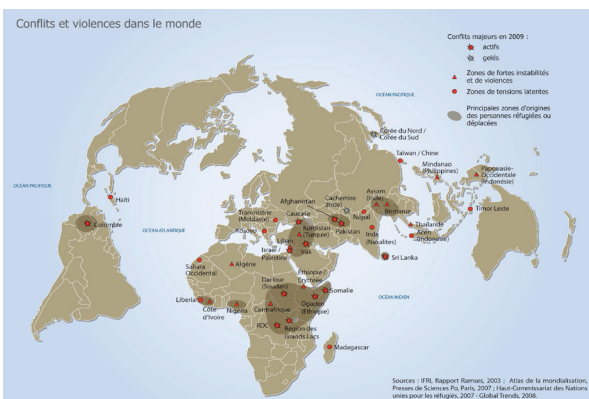 Conflits et violences dans le monde
Conflits majeurs en 2009 :
actifs
gelés
Zones de fortes instabilités
et de violences
Zones de tensions latentes
Principales zones d'origines
des personnes réfugiées ou
déplacées
OCÉAN PACIFIQUE
Corée du Nord /
Corée du Sud
Taïwan / Chine
Mindanao
(Philippines)
Papouasie-
Occidentale
(Indonésie)
OCÉAN PACIFIQUE
Haïti
Colombie
OCÉAN ATLANTIQUE
Transnistrie
(Moldavie)
Kosovo
Afghanistan
Caucase
Cachemire
(Inde)
Assam
(Inde)
Népal
Birmanie
Timor Leste
Kurdistan
(Turquie)
Pakistan
Inde
(Naxalites)
Thaïlande
Aceh
(Indonésie)
Liban
Irak
Israël /
Palestine
Sri Lanka
Sahara
Occidental
Algérie
Éthiopie /
Érythrée
Darfour
(Soudan)
Somalie
OCÉAN INDIEN
Liberia
Côte
d'Ivoire
Nigeria
Centrafrique
Ogaden
(Éthiopie)
RDC
Région des
Grands Lacs
Madagascar
Sources : IFRI, Rapport Ramses, 2003 ; Atlas de la mondialisation,
Presses de Sciences Po, Paris, 2007 ; Haut-Commissariat des Nations
unies pour les réfugiés, 2007 - Global Trends, 2008.